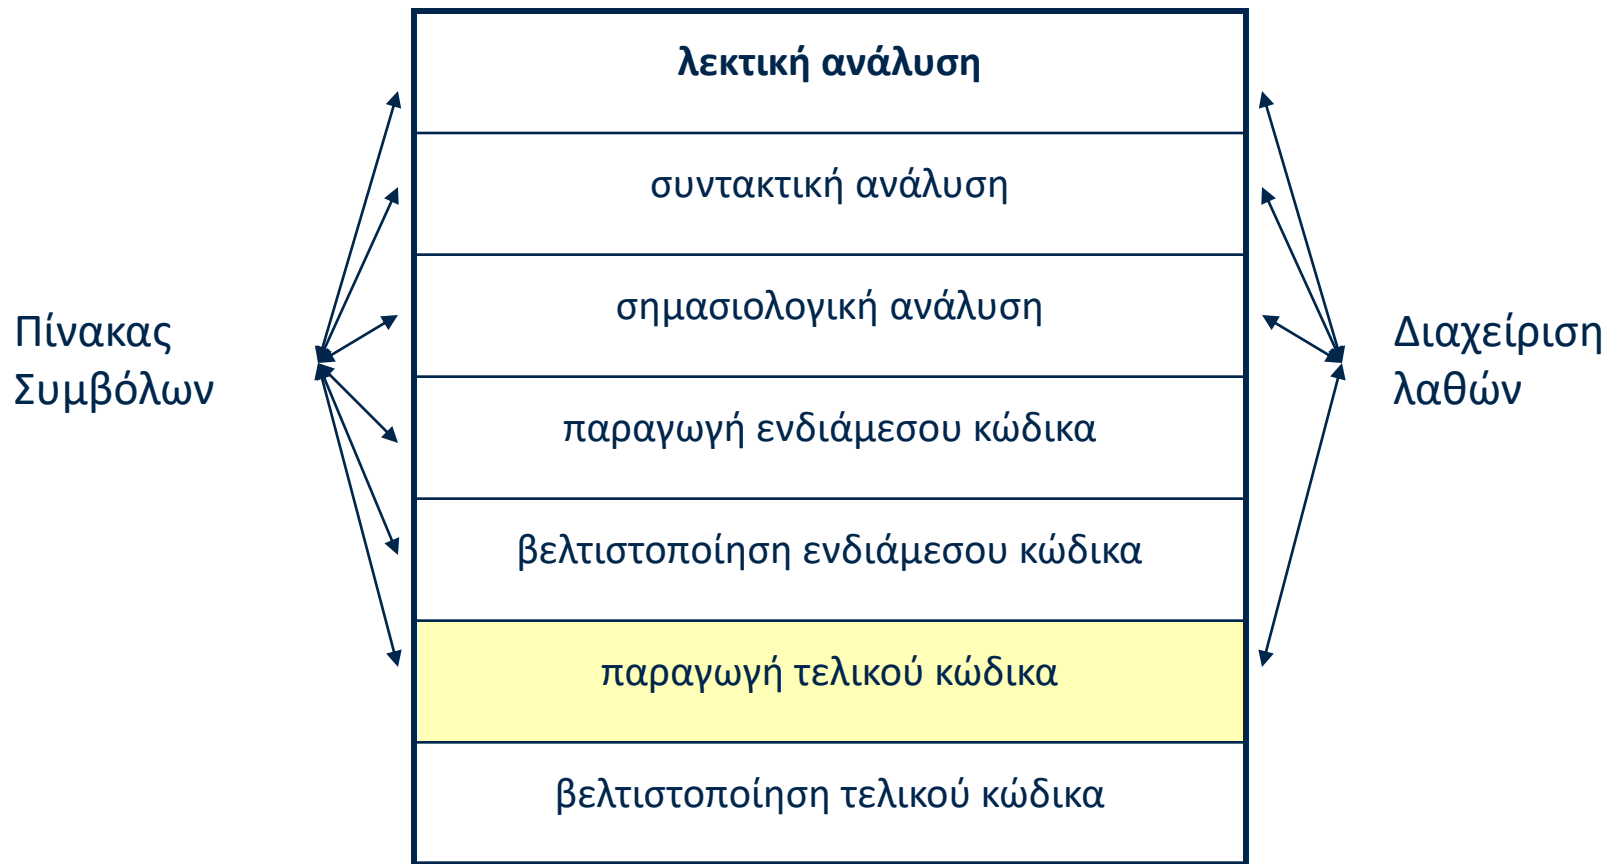 λεκτική ανάλυση
συντακτική ανάλυση
σημασιολογική ανάλυση
Πίνακας
Συμβόλων
Διαχείριση
λαθών
παραγωγή ενδιάμεσου κώδικα
βελτιστοποίηση ενδιάμεσου κώδικα
παραγωγή τελικού κώδικα
βελτιστοποίηση τελικού κώδικα